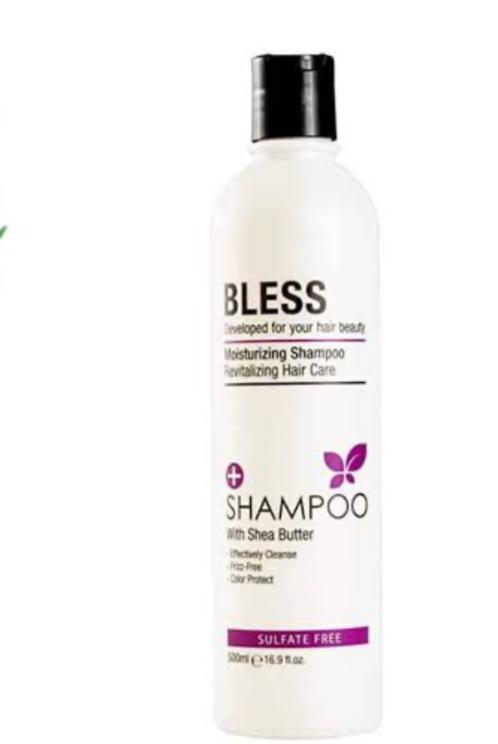 BLESS
Developed for your hair beauty
Moisturizing Shampoo
Revitalizing Hair Care
SHAMPOO
With Shea Butter
- Effectively Cleanse
- Frizz-Free
- Color Protect
SULFATE FREE
500ml ℮ 16.9 fl.oz.